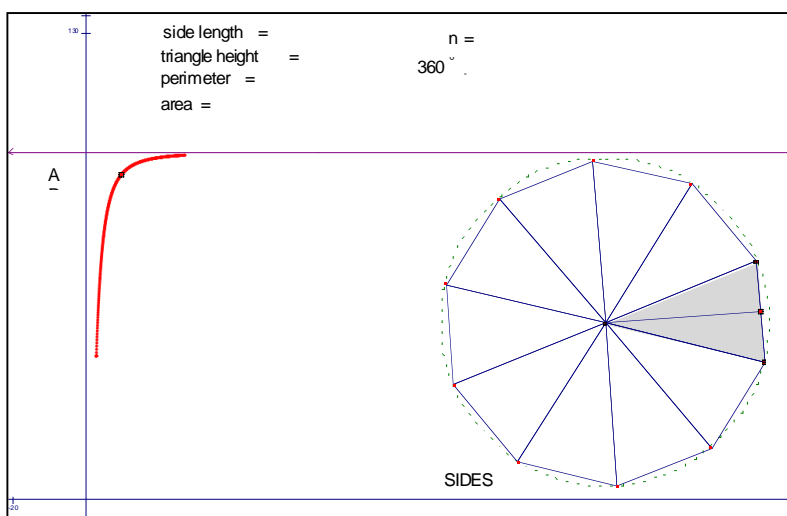 130
side length =
n =
triangle height =
360 °
perimeter =
area =
A
SIDES
-20